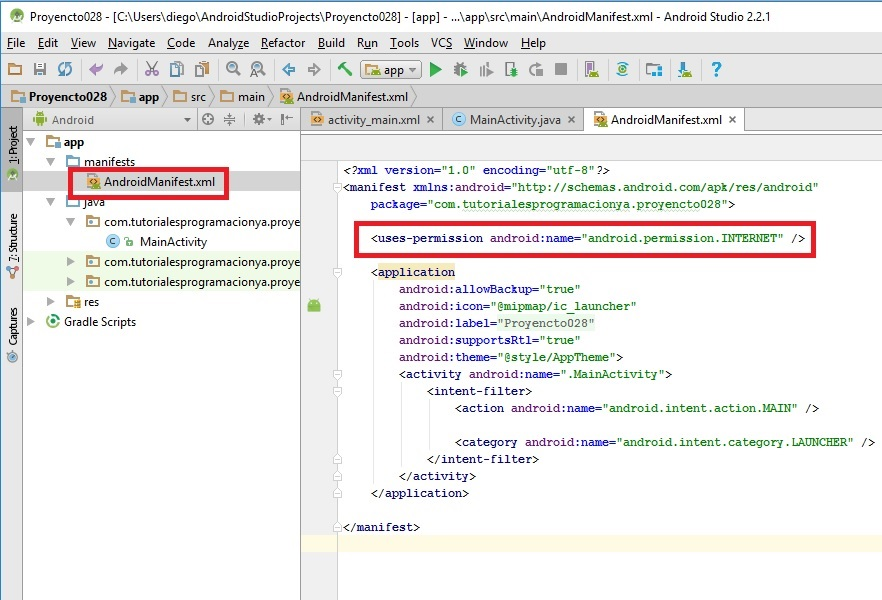 Proyencto028 - [C:\Users\diego\AndroidStudioProjects\Proyencto028] - [app] - ...\app\src\main\AndroidManifest.xml - Android Studio 2.2.1
File Edit View Navigate Code Analyze Refactor Build Run Tools VCS Window Help
app
Proyencto028 app src main AndroidManifest.xml
1: Project
7: Structure
Captures
Android
app
manifests
AndroidManifest.xml
java
com.tutorialesprogramacionya.proye
MainActivity
com.tutorialesprogramacionya.proye
com.tutorialesprogramacionya.proye
res
Gradle Scripts
activity_main.xml MainActivity.java AndroidManifest.xml
<?xml version="1.0" encoding="utf-8"?>
<manifest xmlns:android="http://schemas.android.com/apk/res/android"
package="com.tutorialesprogramacionya.proyencto028">
<uses-permission android:name="android.permission.INTERNET" />
<application
android:allowBackup="true"
android:icon="@mipmap/ic_launcher"
android:label="Proyencto028"
android:supportsRtl="true"
android:theme="@style/AppTheme">
<activity android:name=".MainActivity">
<intent-filter>
<action android:name="android.intent.action.MAIN" />
<category android:name="android.intent.category.LAUNCHER" />
</intent-filter>
</activity>
</application>
</manifest>